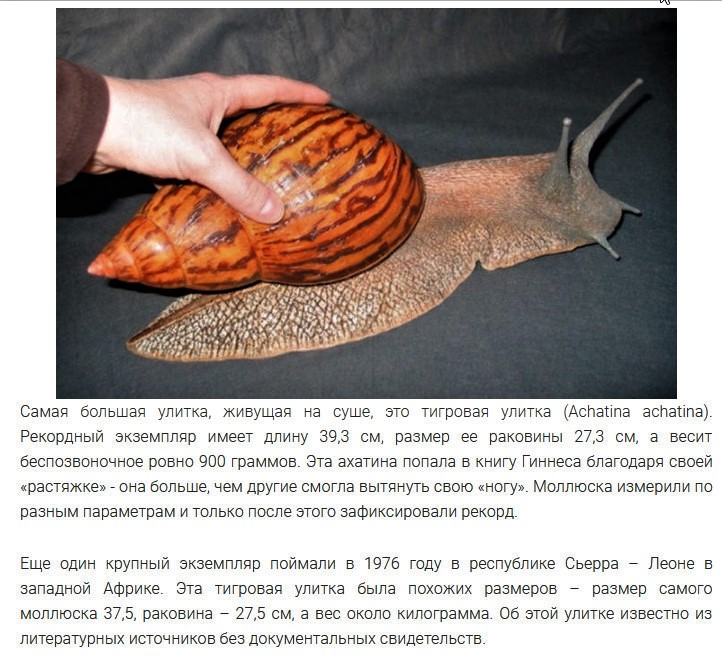 Самая большая улитка, живущая на суше, это тигровая улитка (Achatina achatina).
Рекордный экземпляр имеет длину 39,3 см, размер ее раковины 27,3 см, а весит
беспозвоночное ровно 900 граммов. Эта ахатина попала в книгу Гиннеса благодаря своей
«растяжке» - она больше, чем другие смогла вытянуть свою «ногу». Моллюска измерили по
разным параметрам и только после этого зафиксировали рекорд.
Еще один крупный экземпляр поймали в 1976 году в республике Сьерра – Леоне в
западной Африке. Эта тигровая улитка была похожих размеров – размер самого
моллюска 37,5, раковина – 27,5 см, а вес около килограмма. Об этой улитке известно из
литературных источников без документальных свидетельств.